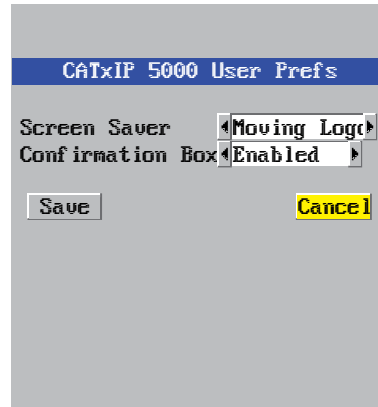 CATxIP 5000 User Prefs
Screen Saver Moving Logo
Confirmation Box Enabled
Save Cancel